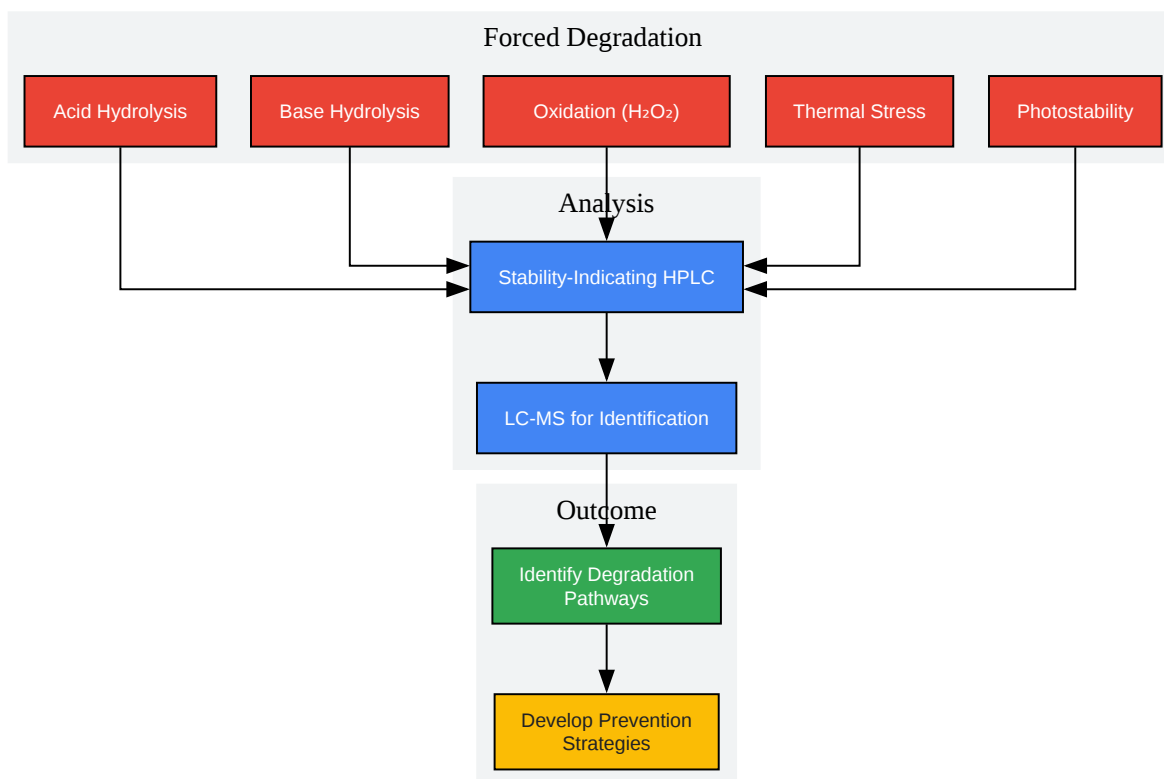 Forced Degradation
Acid Hydrolysis
Base Hydrolysis
Oxidation (H₂O₂)
Thermal Stress
Photostability
Analysis
Stability-Indicating HPLC
LC-MS for Identification
Outcome
Identify Degradation
Pathways
Develop Prevention
Strategies